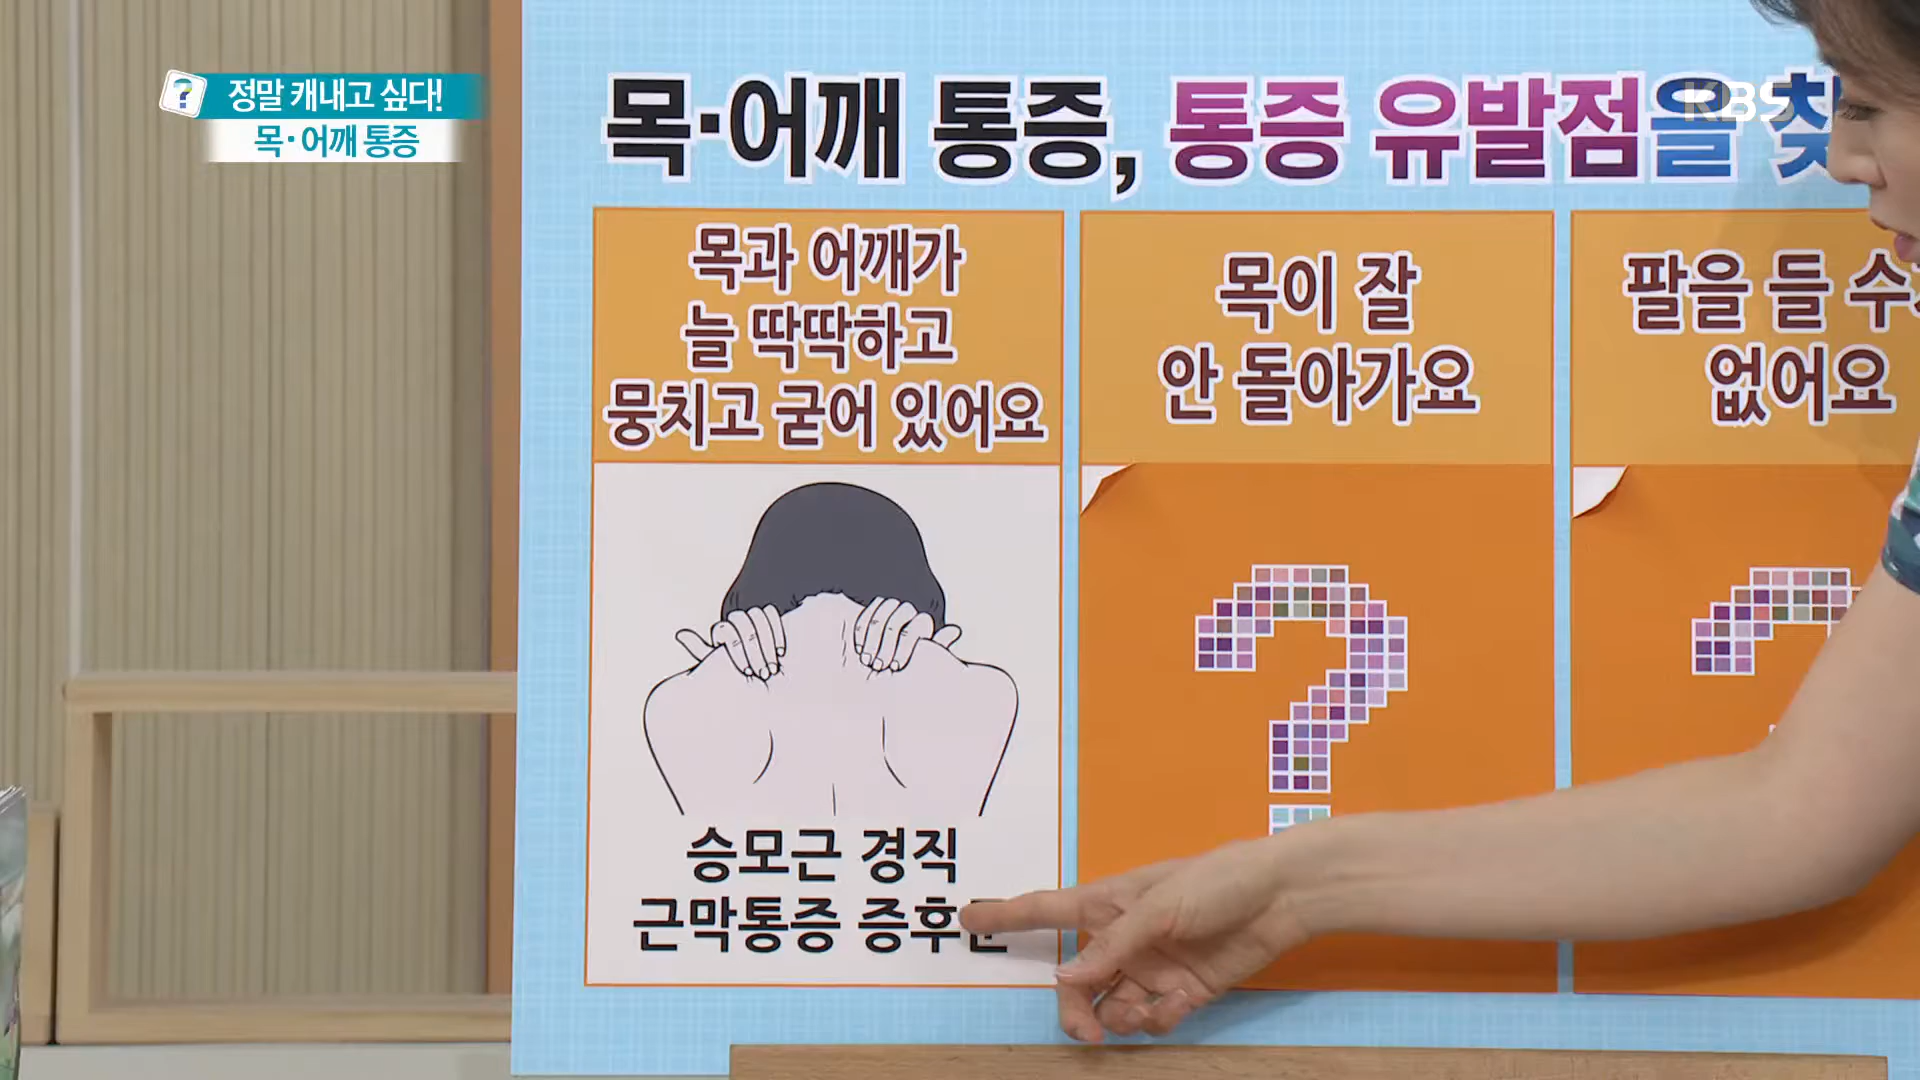 정말 캐내고 싶다!
목·어깨 통증
KBS
목·어깨 통증, 통증 유발점을
목과 어깨가
늘 딱딱하고
뭉치고 굳어 있어요
목이 잘
안 돌아가요
팔을 들 수가
없어요
승모근 경직
근막통증 증후군
?
?